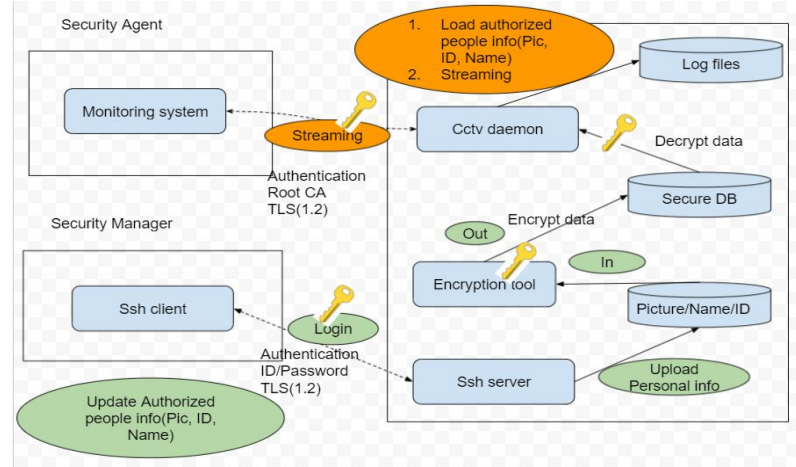 Security Agent
1. Load authorized
people info(Pic,
ID, Name)
2. Streaming
Log files
Monitoring system
Streaming
Cctv daemon
Decrypt data
Authentication
Root CA
TLS(1.2)
Secure DB
Security Manager
Out
Encrypt data
In
Encryption tool
Ssh client
Picture/Name/ID
Login
Authentication
ID/Password
TLS(1.2)
Ssh server
Upload
Personal info
Update Authorized
people info(Pic, ID,
Name)